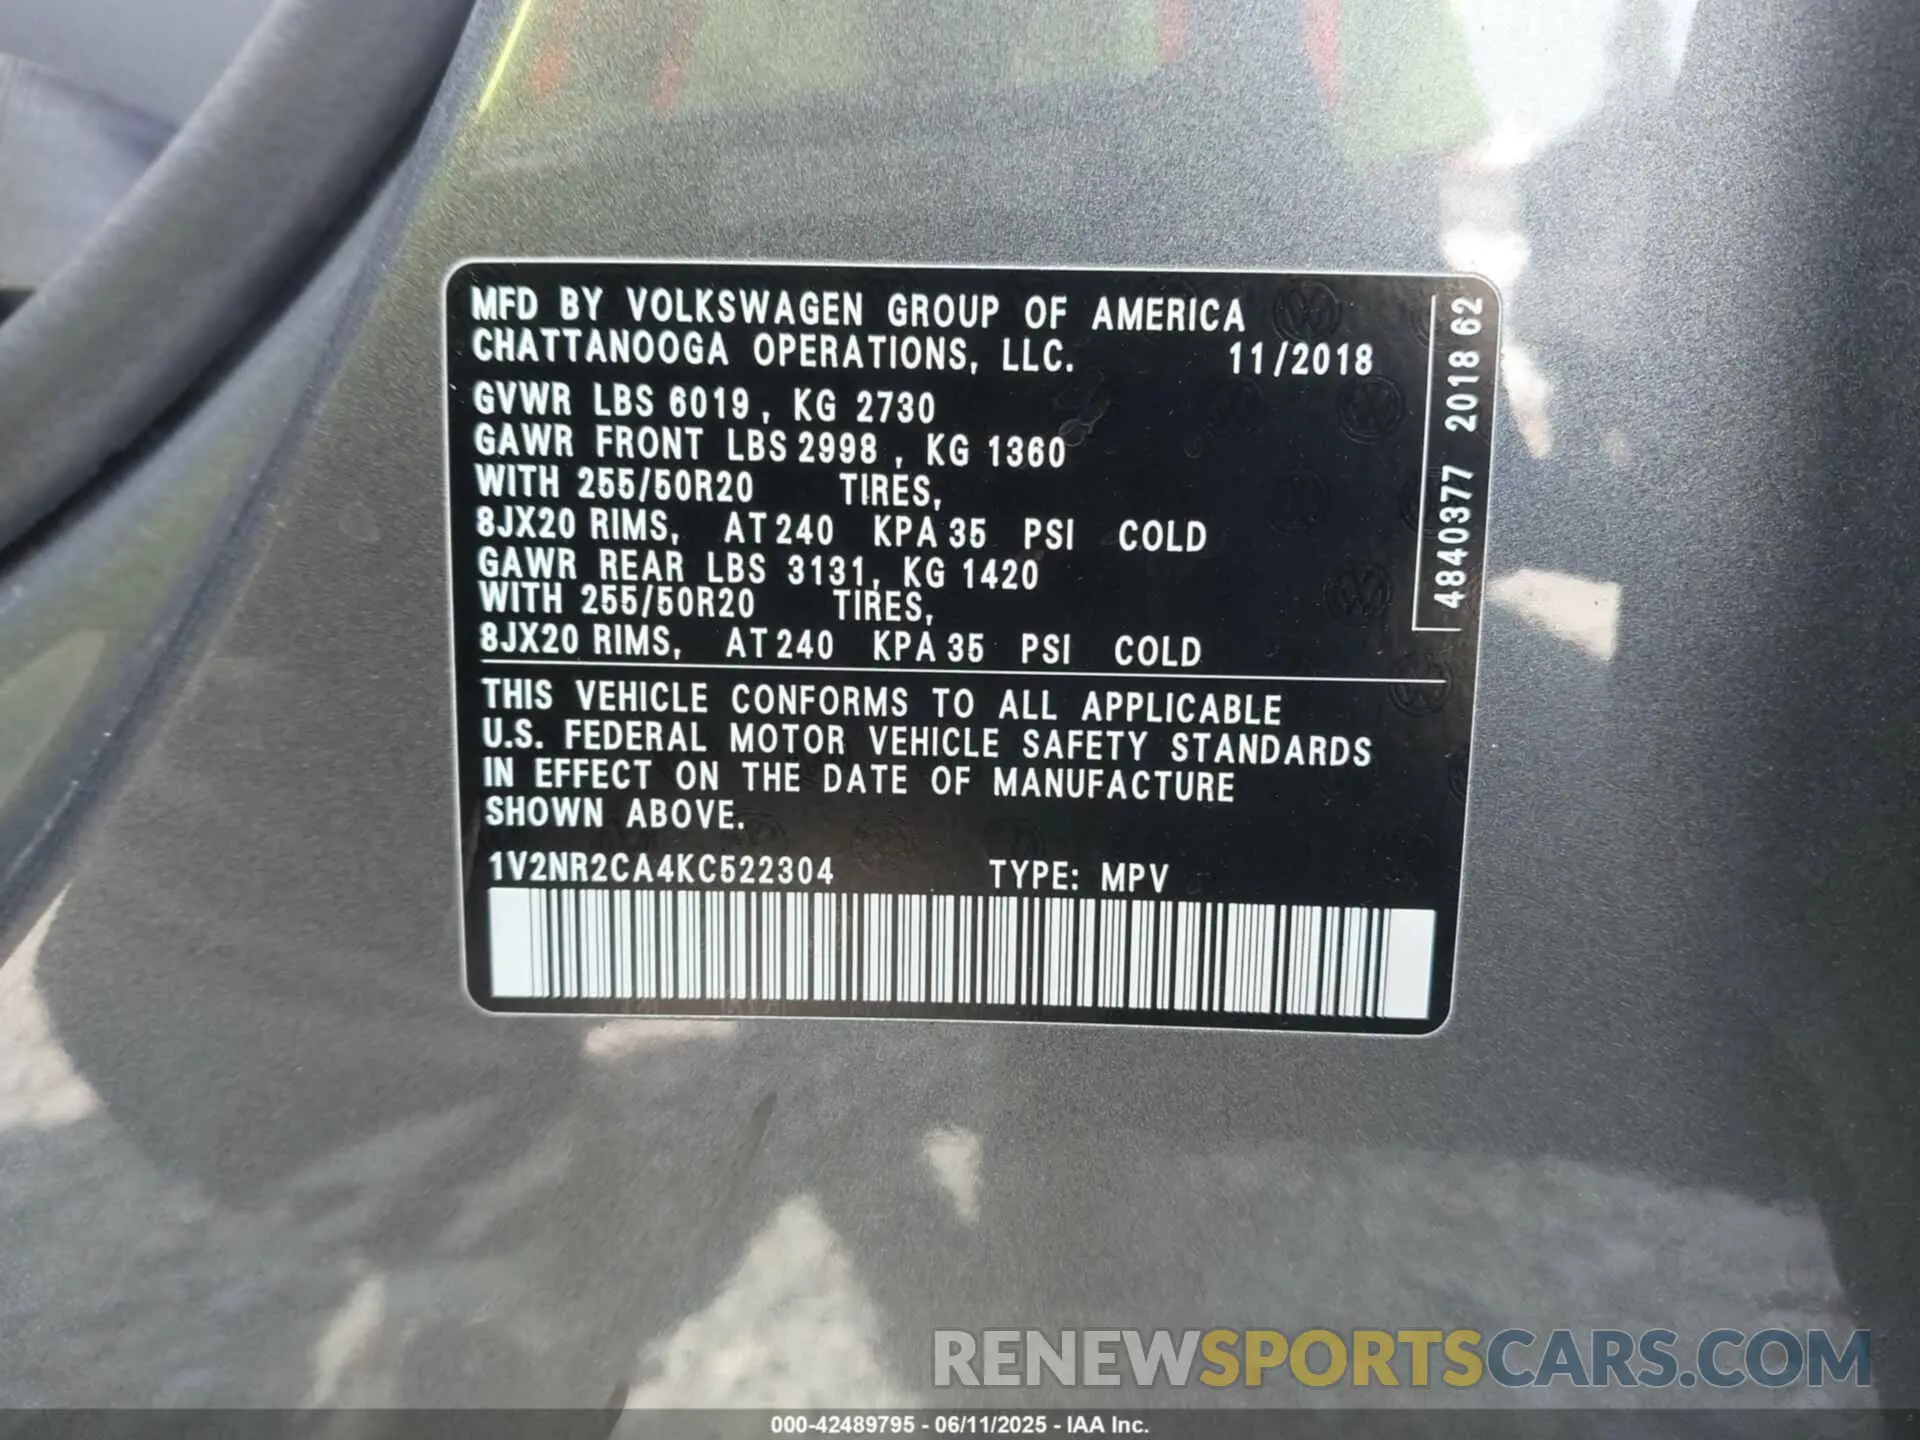 MFD BY VOLKSWAGEN GROUP OF AMERICA
CHATTANOOGA OPERATIONS, LLC. 11/2018
GVWR LBS 6019, KG 2730
GAWR FRONT LBS 2998, KG 1360
WITH 255/50R20 TIRES,
8JX20 RIMS, AT 240 KPA 35 PSI COLD
GAWR REAR LBS 3131, KG 1420
WITH 255/50R20 TIRES,
8JX20 RIMS, AT 240 KPA 35 PSI COLD
THIS VEHICLE CONFORMS TO ALL APPLICABLE
U.S. FEDERAL MOTOR VEHICLE SAFETY STANDARDS
IN EFFECT ON THE DATE OF MANUFACTURE
SHOWN ABOVE.
1V2NR2CA4KC522304 TYPE: MPV
4840377 2018 62
RENEWSPORTSCARS.COM
000-42489795 - 06/11/2025 - IAA Inc.